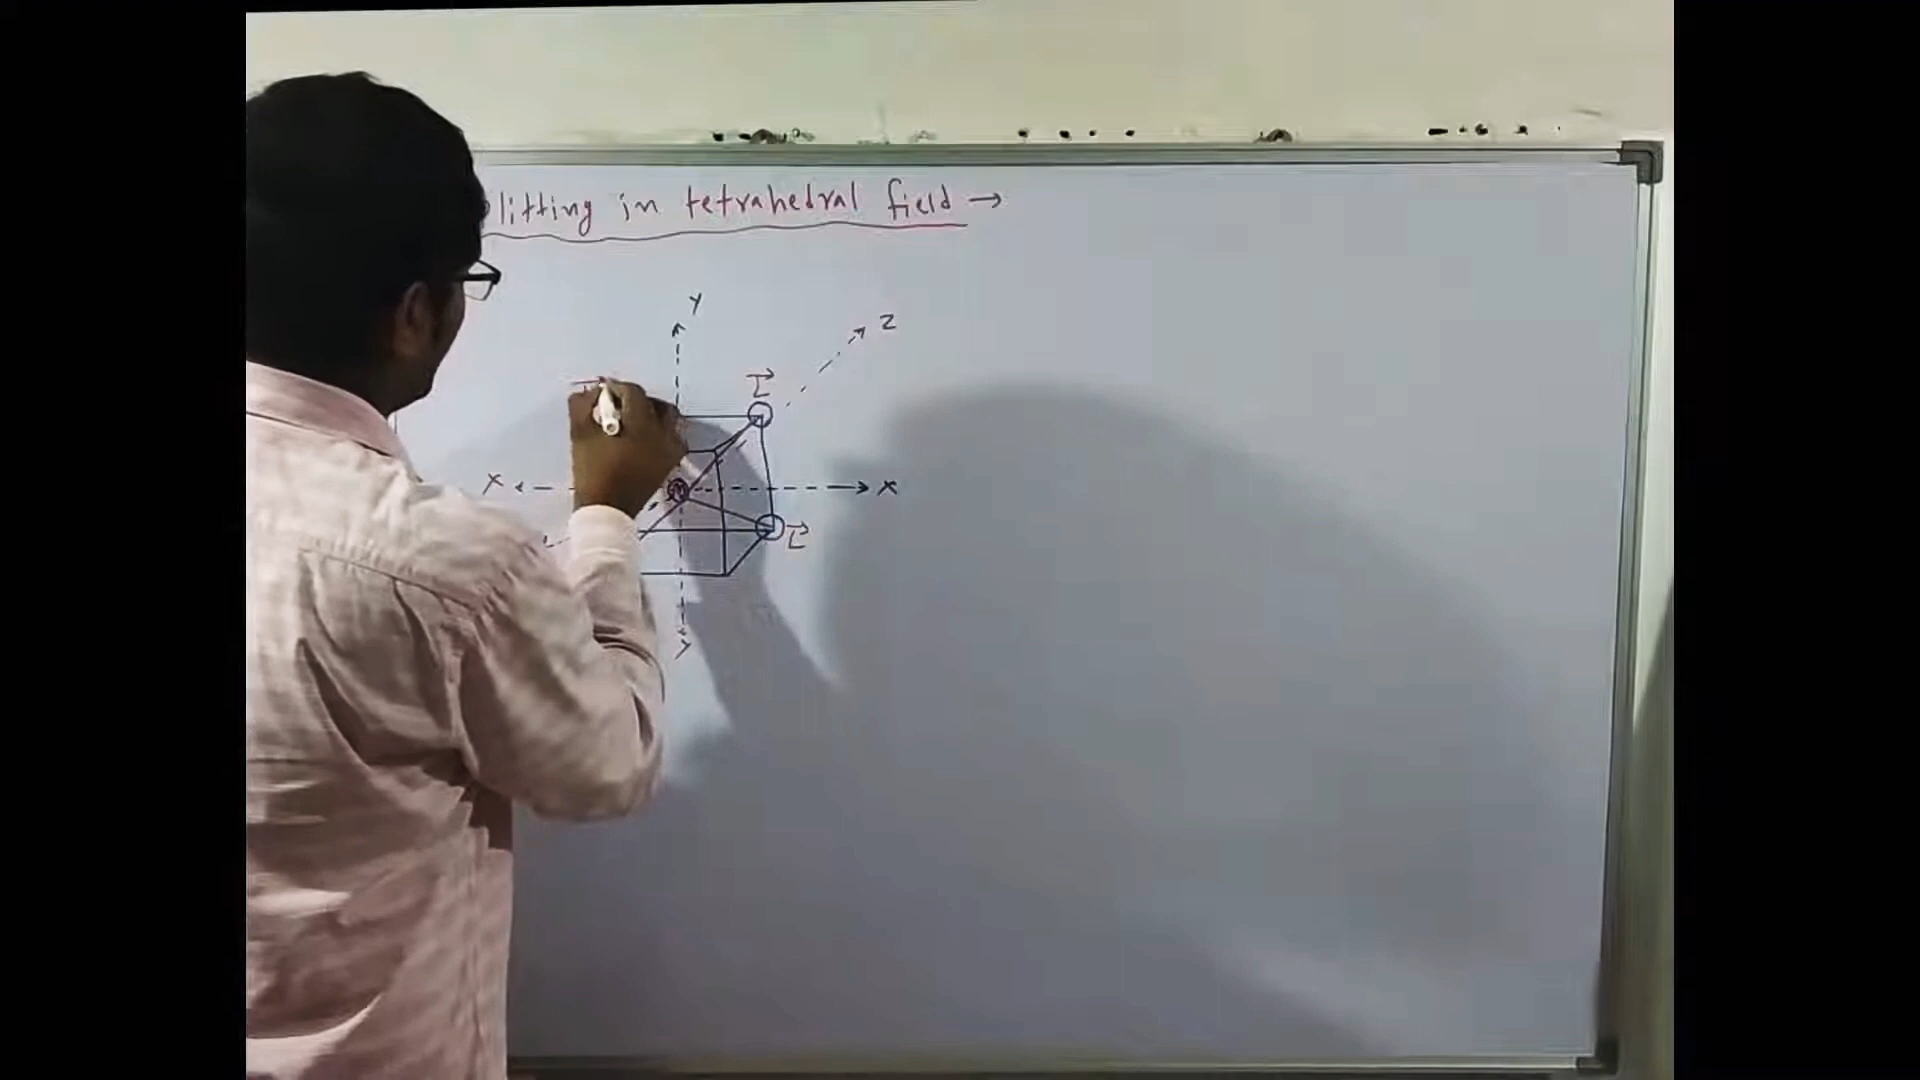 litting in tetrahedral field →
Y
Z
L
X
M
X
L
Y